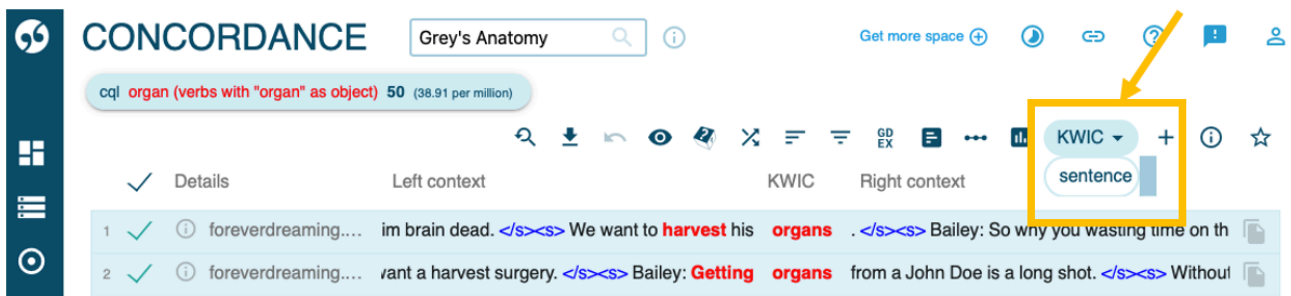 CONCORDANCE Grey's Anatomy Get more space
cql organ (verbs with "organ" as object) 50 (38.91 per million)
GD EX KWIC
sentence
Details Left context KWIC Right context
1 foreverdreaming.... im brain dead. </s><s> We want to harvest his organs . </s><s> Bailey: So why you wasting time on th
2 foreverdreaming.... vant a harvest surgery. </s><s> Bailey: Getting organs from a John Doe is a long shot. </s><s> Without